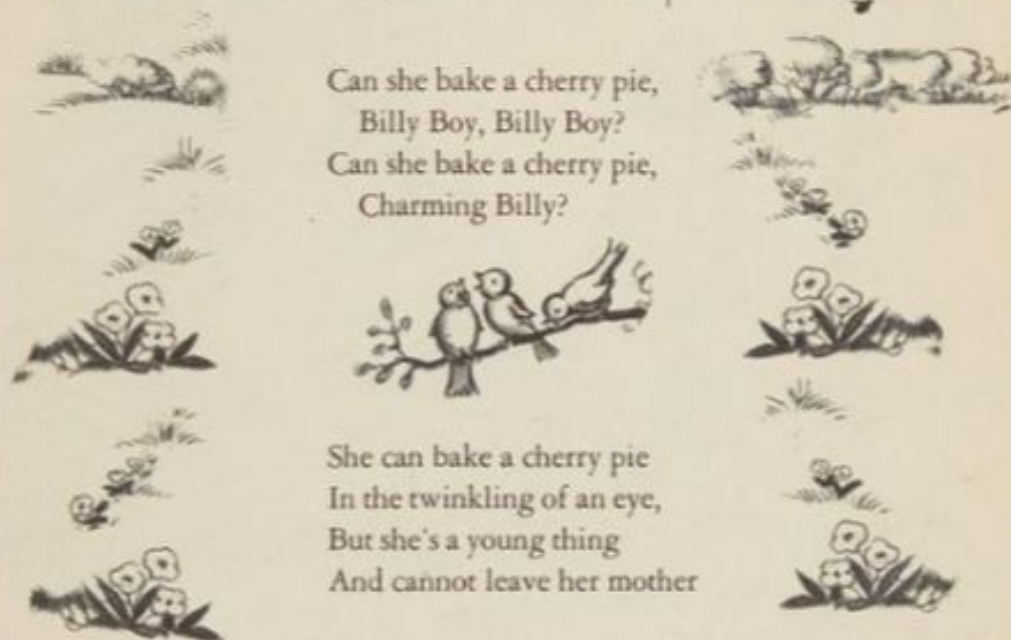 Can she bake a cherry pie,
Billy Boy, Billy Boy?
Can she bake a cherry pie,
Charming Billy?
She can bake a cherry pie
In the twinkling of an eye,
But she's a young thing
And cannot leave her mother